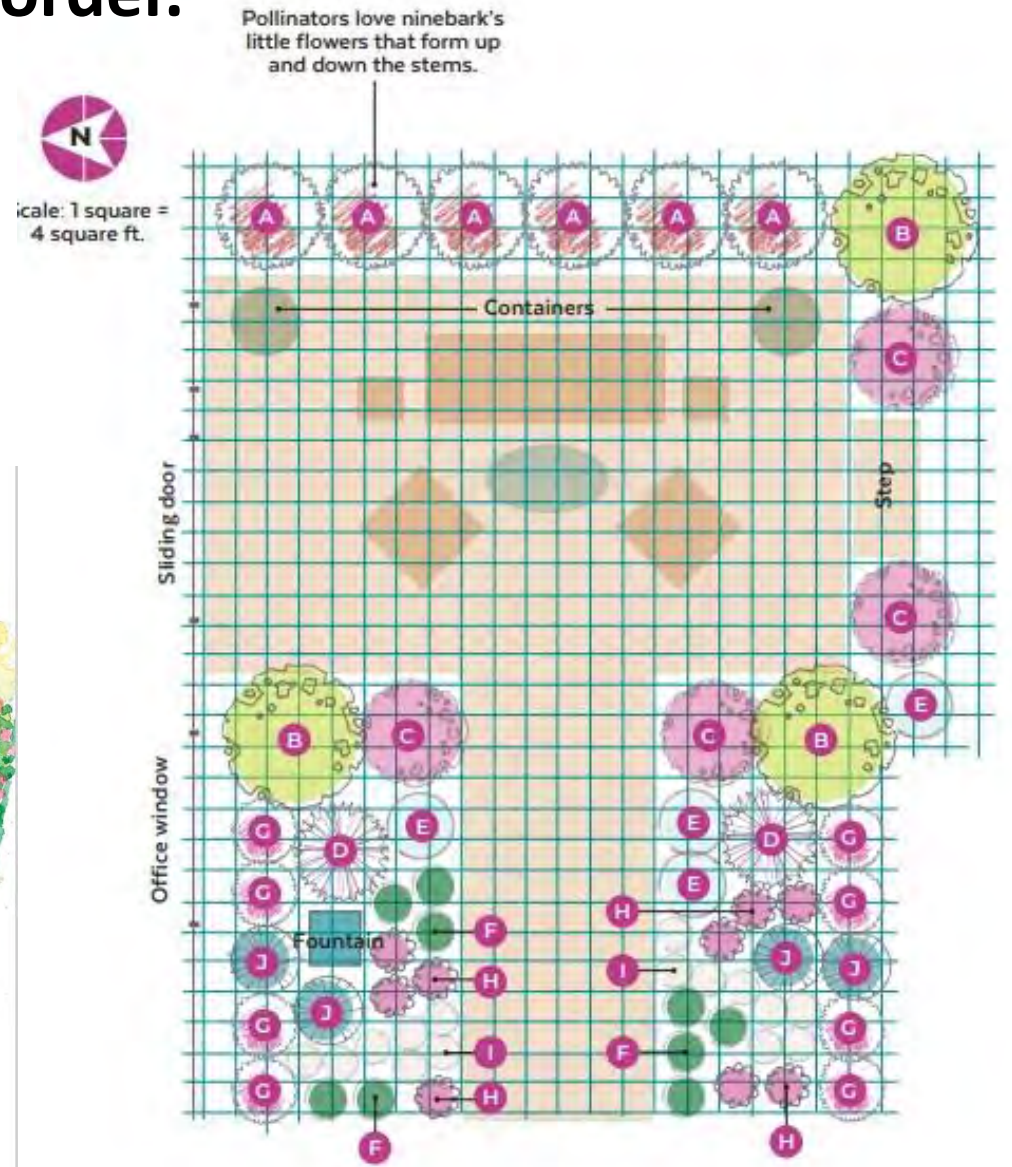 order.
Pollinators love ninebark's
little flowers that form up
and down the stems.
N
cale: 1 square =
4 square ft.
A A A A A A B
Containers
C
Sliding door
Step
C
E
B C C B
Office window
G D E E D G
G E G
H
F
Fountain
J H I J J
J
G I F G
G H G
F H